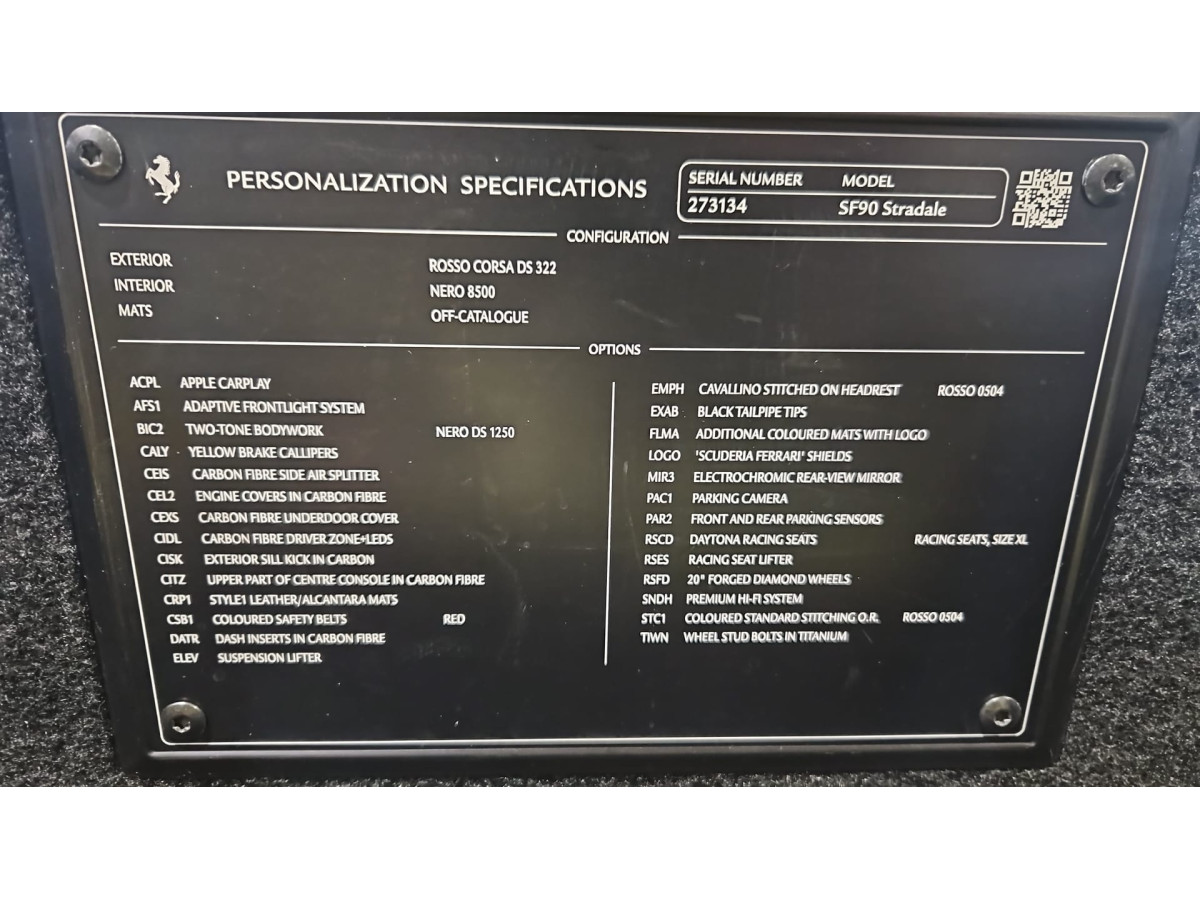 PERSONALIZATION SPECIFICATIONS
SERIAL NUMBER MODEL
273134 SF90 Stradale
CONFIGURATION
EXTERIOR ROSSO CORSA DS 322
INTERIOR NERO 8500
MATS OFF-CATALOGUE
OPTIONS
ACPL APPLE CARPLAY
AFS1 ADAPTIVE FRONTLIGHT SYSTEM
BIC2 TWO-TONE BODYWORK NERO DS 1250
CALY YELLOW BRAKE CALLIPERS
CEIS CARBON FIBRE SIDE AIR SPLITTER
CEL2 ENGINE COVERS IN CARBON FIBRE
CEXS CARBON FIBRE UNDERDOOR COVER
CIDL CARBON FIBRE DRIVER ZONE+LEDS
CISK EXTERIOR SILL KICK IN CARBON
CITZ UPPER PART OF CENTRE CONSOLE IN CARBON FIBRE
CRP1 STYLE1 LEATHER/ALCANTARA MATS
CSB1 COLOURED SAFETY BELTS RED
DATR DASH INSERTS IN CARBON FIBRE
ELEV SUSPENSION LIFTER
EMPH CAVALLINO STITCHED ON HEADREST ROSSO 0504
EXAB BLACK TAILPIPE TIPS
FLMA ADDITIONAL COLOURED MATS WITH LOGO
LOGO 'SCUDERIA FERRARI' SHIELDS
MIR3 ELECTROCHROMIC REAR-VIEW MIRROR
PAC1 PARKING CAMERA
PAR2 FRONT AND REAR PARKING SENSORS
RSCD DAYTONA RACING SEATS RACING SEATS, SIZE XL
RSES RACING SEAT LIFTER
RSFD 20" FORGED DIAMOND WHEELS
SNDH PREMIUM HI-FI SYSTEM
STC1 COLOURED STANDARD STITCHING O.R. ROSSO 0504
TIWN WHEEL STUD BOLTS IN TITANIUM